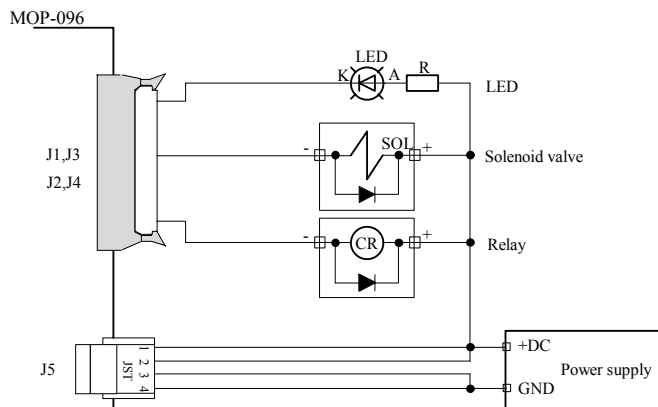 MOP-096
LED
K
A
R
LED
J1,J3
J2,J4
-
SOL
+
Solenoid valve
-
CR
+
Relay
J5
JST
1
2
3
4
+DC
GND
Power supply